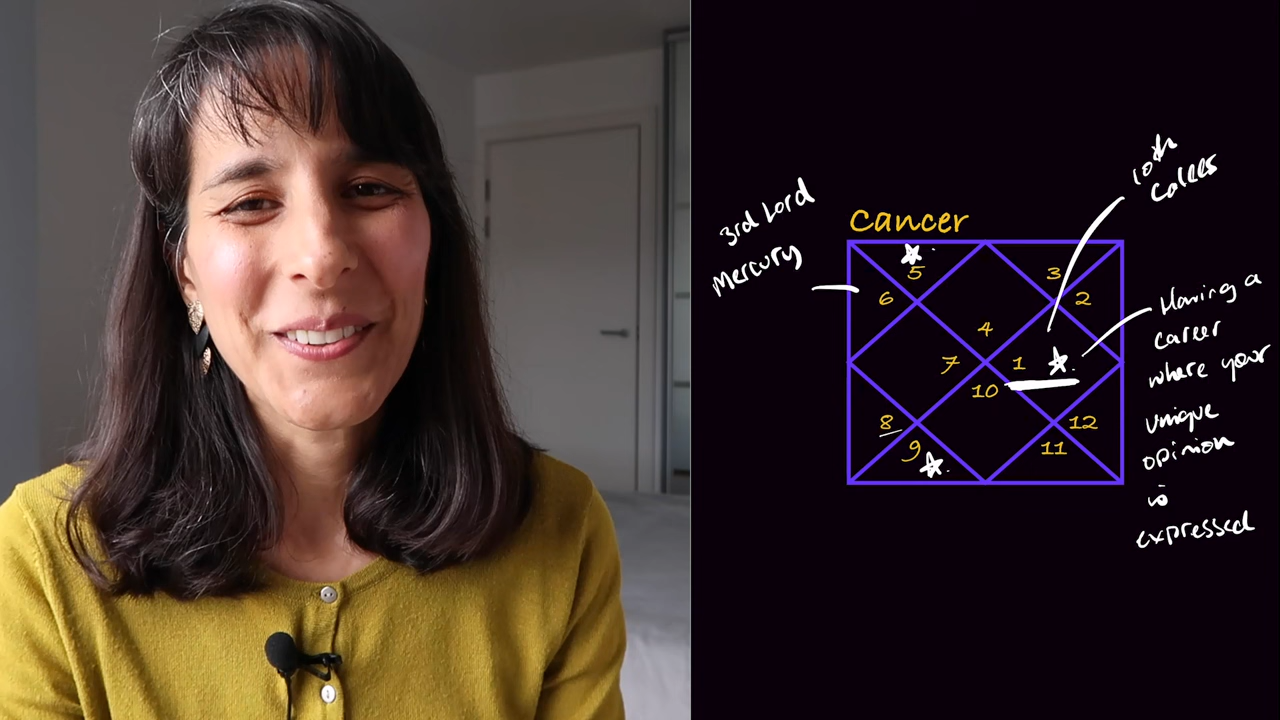 10th
Career
3rd Lord
Mercury
Cancer
5
3
6
2
4
7
1
10
8
12
9
11
Having a
career
where your
unique
opinion
is
expressed